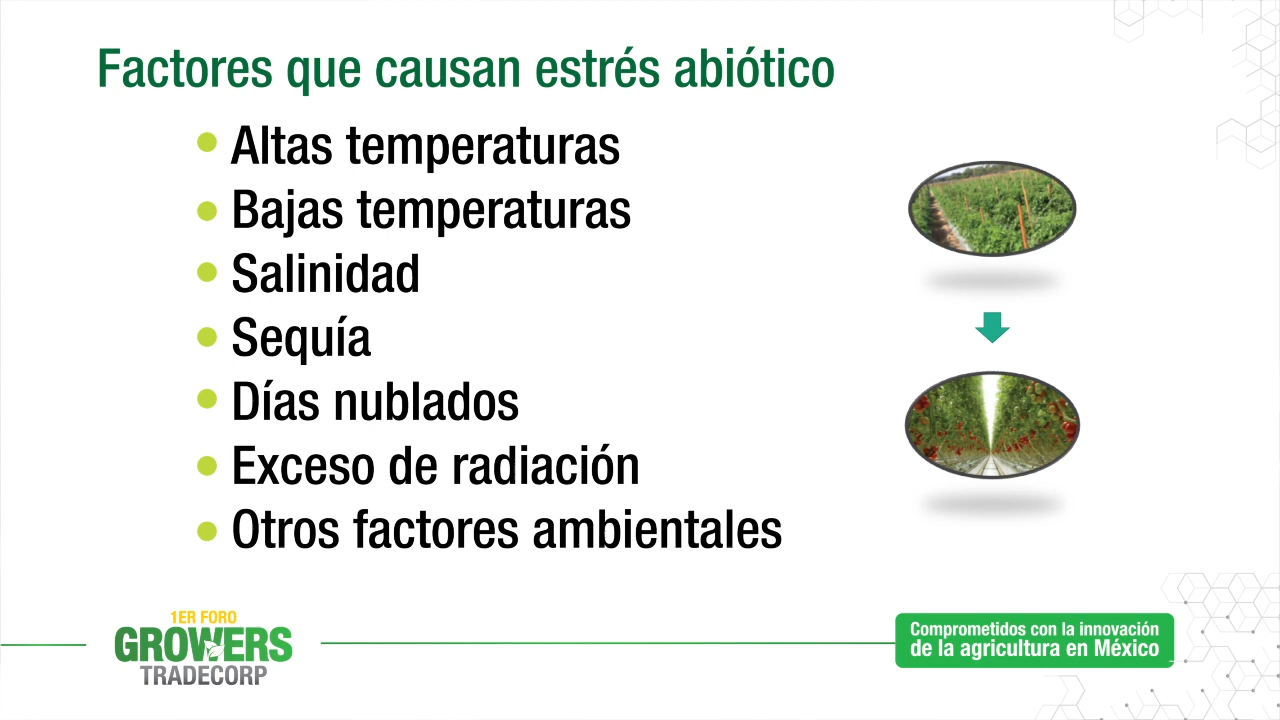 Factores que causan estrés abiótico
Altas temperaturas
Bajas temperaturas
Salinidad
Sequía
Días nublados
Exceso de radiación
Otros factores ambientales
1ER FORO
GROWERS
TRADECORP
Comprometidos con la innovación
de la agricultura en México